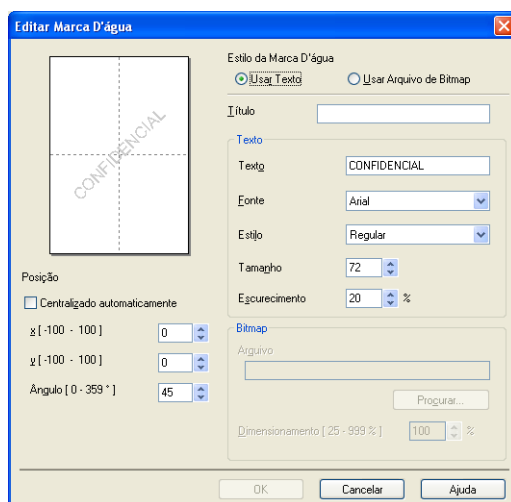 Editar Marca D'água
CONFIDENCIAL
Estilo da Marca D'água
Usar Texto
Usar Arquivo de Bitmap
Título
Texto
Texto CONFIDENCIAL
Fonte Arial
Estilo Regular
Tamanho 72
Escurecimento 20 %
Posição
Centralizado automaticamente
x [ -100 - 100 ] 0
y [ -100 - 100 ] 0
Ângulo [ 0 - 359 ° ] 45
Bitmap
Arquivo
Procurar...
Dimensionamento [ 25 - 999 % ] 100 %
OK Cancelar Ajuda